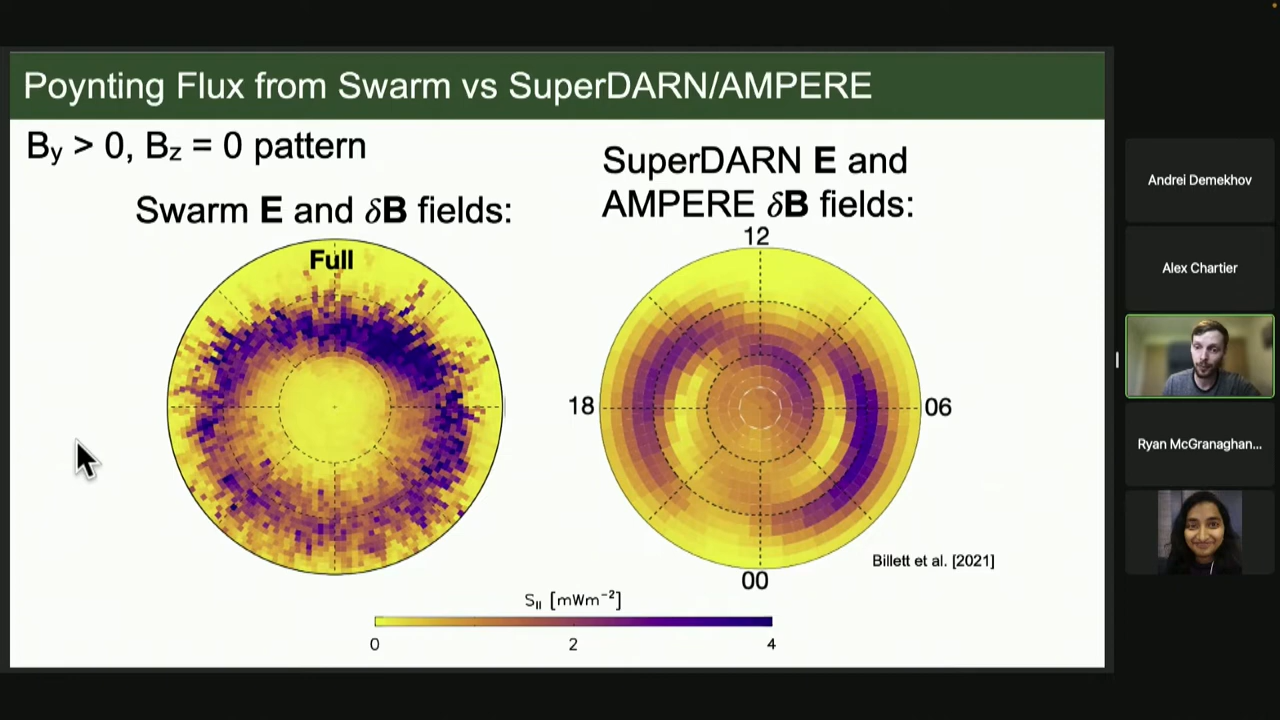 Poynting Flux from Swarm vs SuperDARN/AMPERE
By > 0, Bz = 0 pattern
Swarm E and δB fields:
SuperDARN E and
AMPERE δB fields:
Full
12
18
06
00
Billett et al. [2021]
S|| [mWm⁻²]
0
2
4
Andrei Demekhov
Alex Chartier
Ryan McGranaghan...